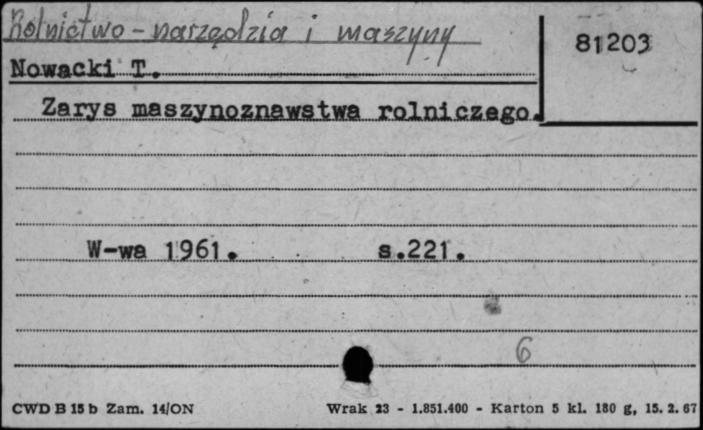 Rolnictwo - narzędzia i maszyny
81203
Nowacki T.
Zarys maszynoznawstwa rolniczego.
W-wa 1961. s.221.
6
CWD B 15 b Zam. 14/ON Wrak 23 - 1.851.400 - Karton 5 kl. 180 g, 15. 2. 67